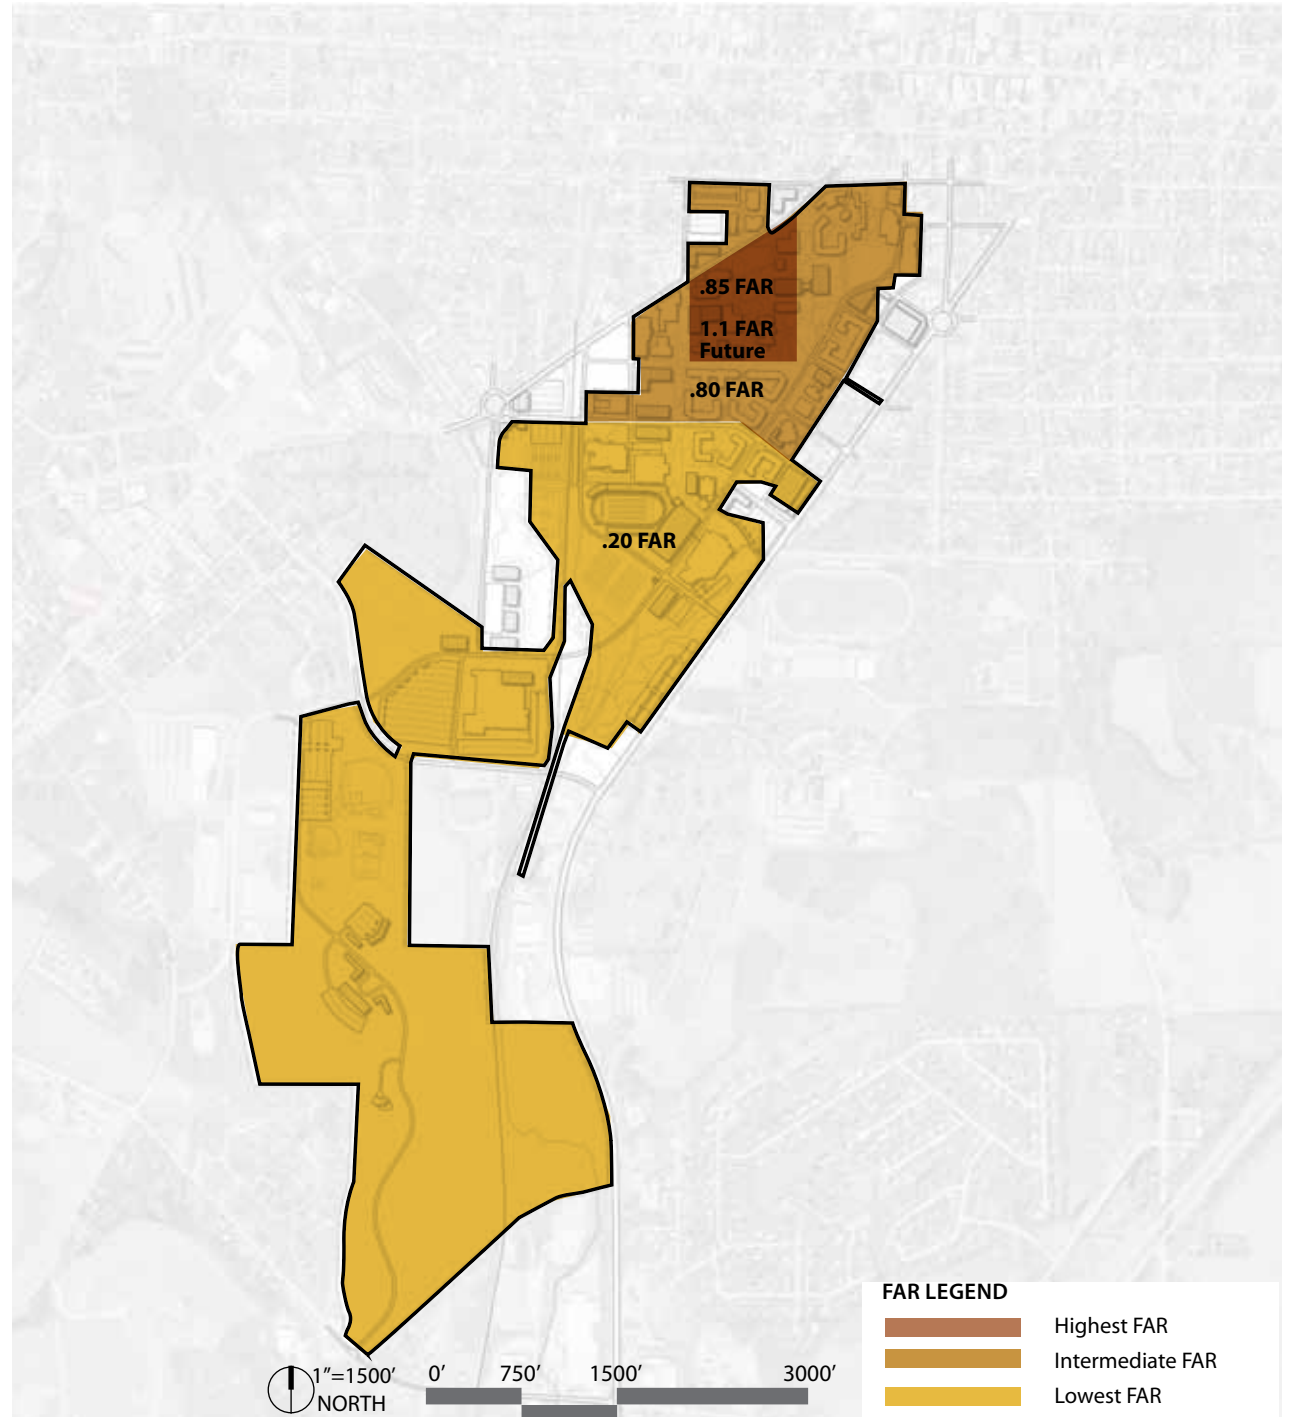 .85 FAR
1.1 FAR
Future
.80 FAR
.20 FAR
FAR LEGEND
Highest FAR
Intermediate FAR
Lowest FAR
1”=1500’
NORTH
0’ 750’ 1500’ 3000’